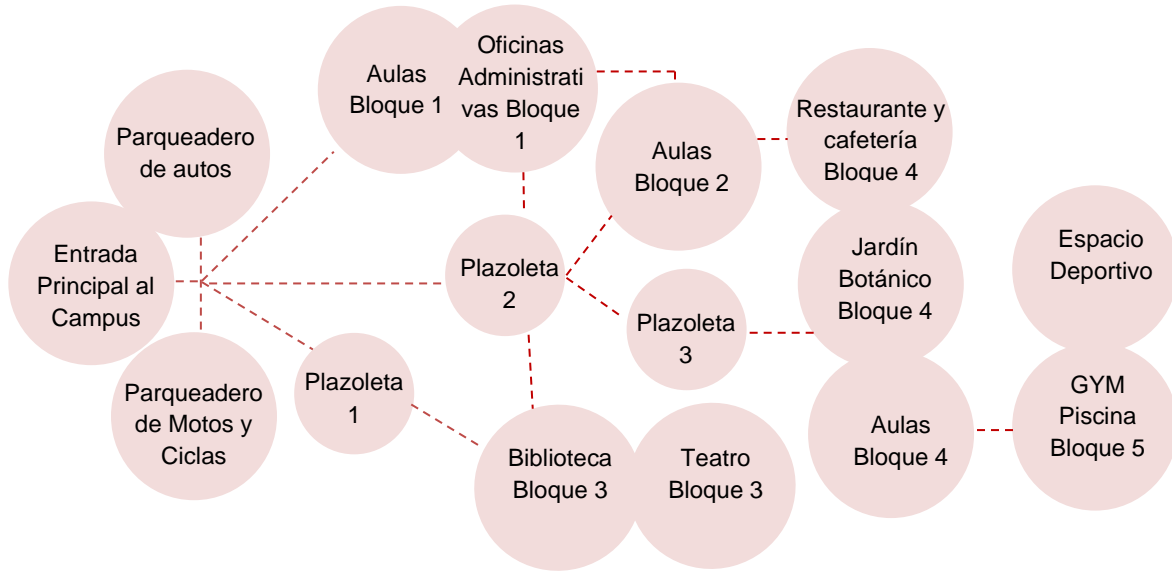 Parqueadero
de autos
Entrada
Principal al
Campus
Parqueadero
de Motos y
Ciclas
Aulas
Bloque 1
Oficinas
Administrati
vas Bloque
1
Plazoleta
2
Plazoleta
1
Biblioteca
Bloque 3
Teatro
Bloque 3
Aulas
Bloque 2
Plazoleta
3
Restaurante y
cafetería
Bloque 4
Jardín
Botánico
Bloque 4
Aulas
Bloque 4
Espacio
Deportivo
GYM
Piscina
Bloque 5